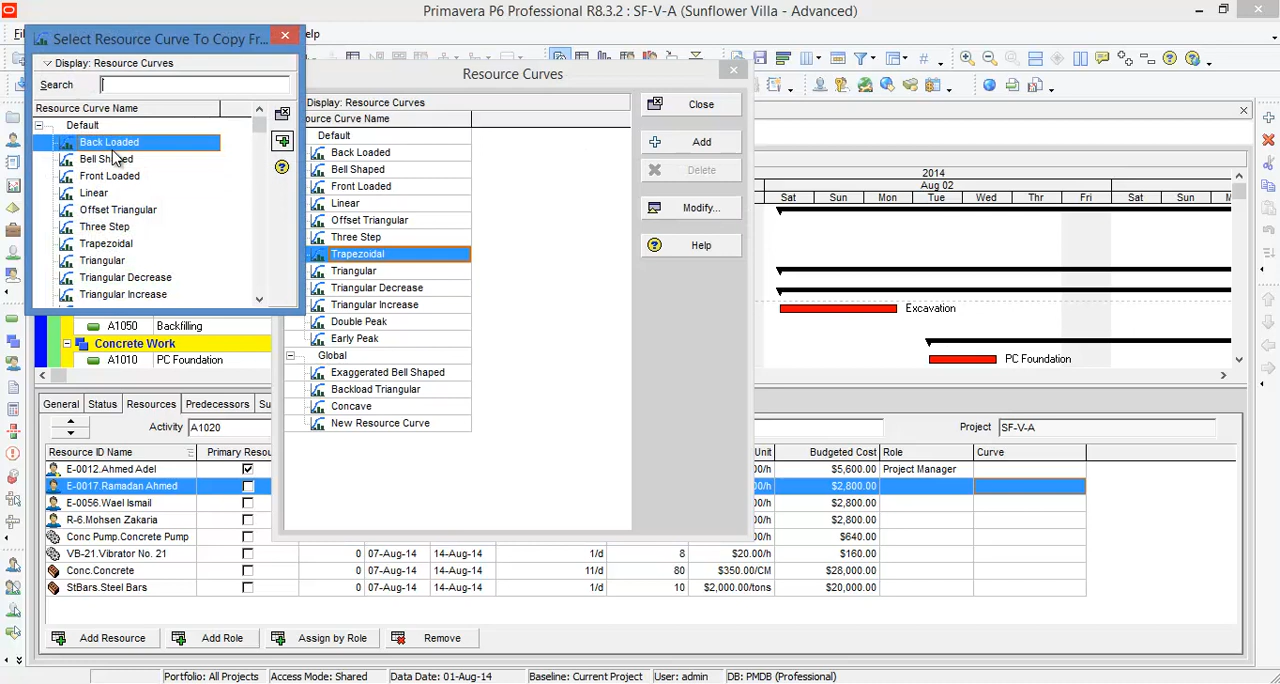 Primavera P6 Professional R8.3.2 : SF-V-A (Sunflower Villa - Advanced)
Select Resource Curve To Copy Fr...
Display: Resource Curves
Search
Resource Curve Name
Default
Back Loaded
Bell Shaped
Front Loaded
Linear
Offset Triangular
Three Step
Trapezoidal
Triangular
Triangular Decrease
Triangular Increase
Resource Curves
Display: Resource Curves
Curve Name
Default
Back Loaded
Bell Shaped
Front Loaded
Linear
Offset Triangular
Three Step
Trapezoidal
Triangular
Triangular Decrease
Triangular Increase
Double Peak
Early Peak
Global
Exaggerated Bell Shaped
Backload Triangular
Concave
New Resource Curve
Close
Add
Delete
Modify...
Help
2014
Aug 02
Sat Sun Mon Tue Wed Thr Fri Sat Sun
Excavation
PC Foundation
A1050 Backfilling
Concrete Work
A1010 PC Foundation
General Status Resources Predecessors
Activity A1020 Project SF-V-A
Resource ID Name Primary Budgeted Cost Role Curve
E-0012.Ahmed Adel $5,600.00 Project Manager
E-0017.Ramadan Ahmed $2,800.00
E-0056.Wael Ismail $2,800.00
R-6.Mohsen Zakaria $2,800.00
Conc Pump.Concrete Pump $640.00
VB-21.Vibrator No. 21 0 07-Aug-14 14-Aug-14 1/d 8 $20.00/h $160.00
Conc.Concrete 0 07-Aug-14 14-Aug-14 11/d 80 $350.00/CM $28,000.00
StBars.Steel Bars 0 07-Aug-14 14-Aug-14 1/d 10 $2,000.00/tons $20,000.00
Add Resource Add Role Assign by Role Remove
Portfolio: All Projects Access Mode: Shared Data Date: 01-Aug-14 Baseline: Current Project User: admin DB: PMDB (Professional)